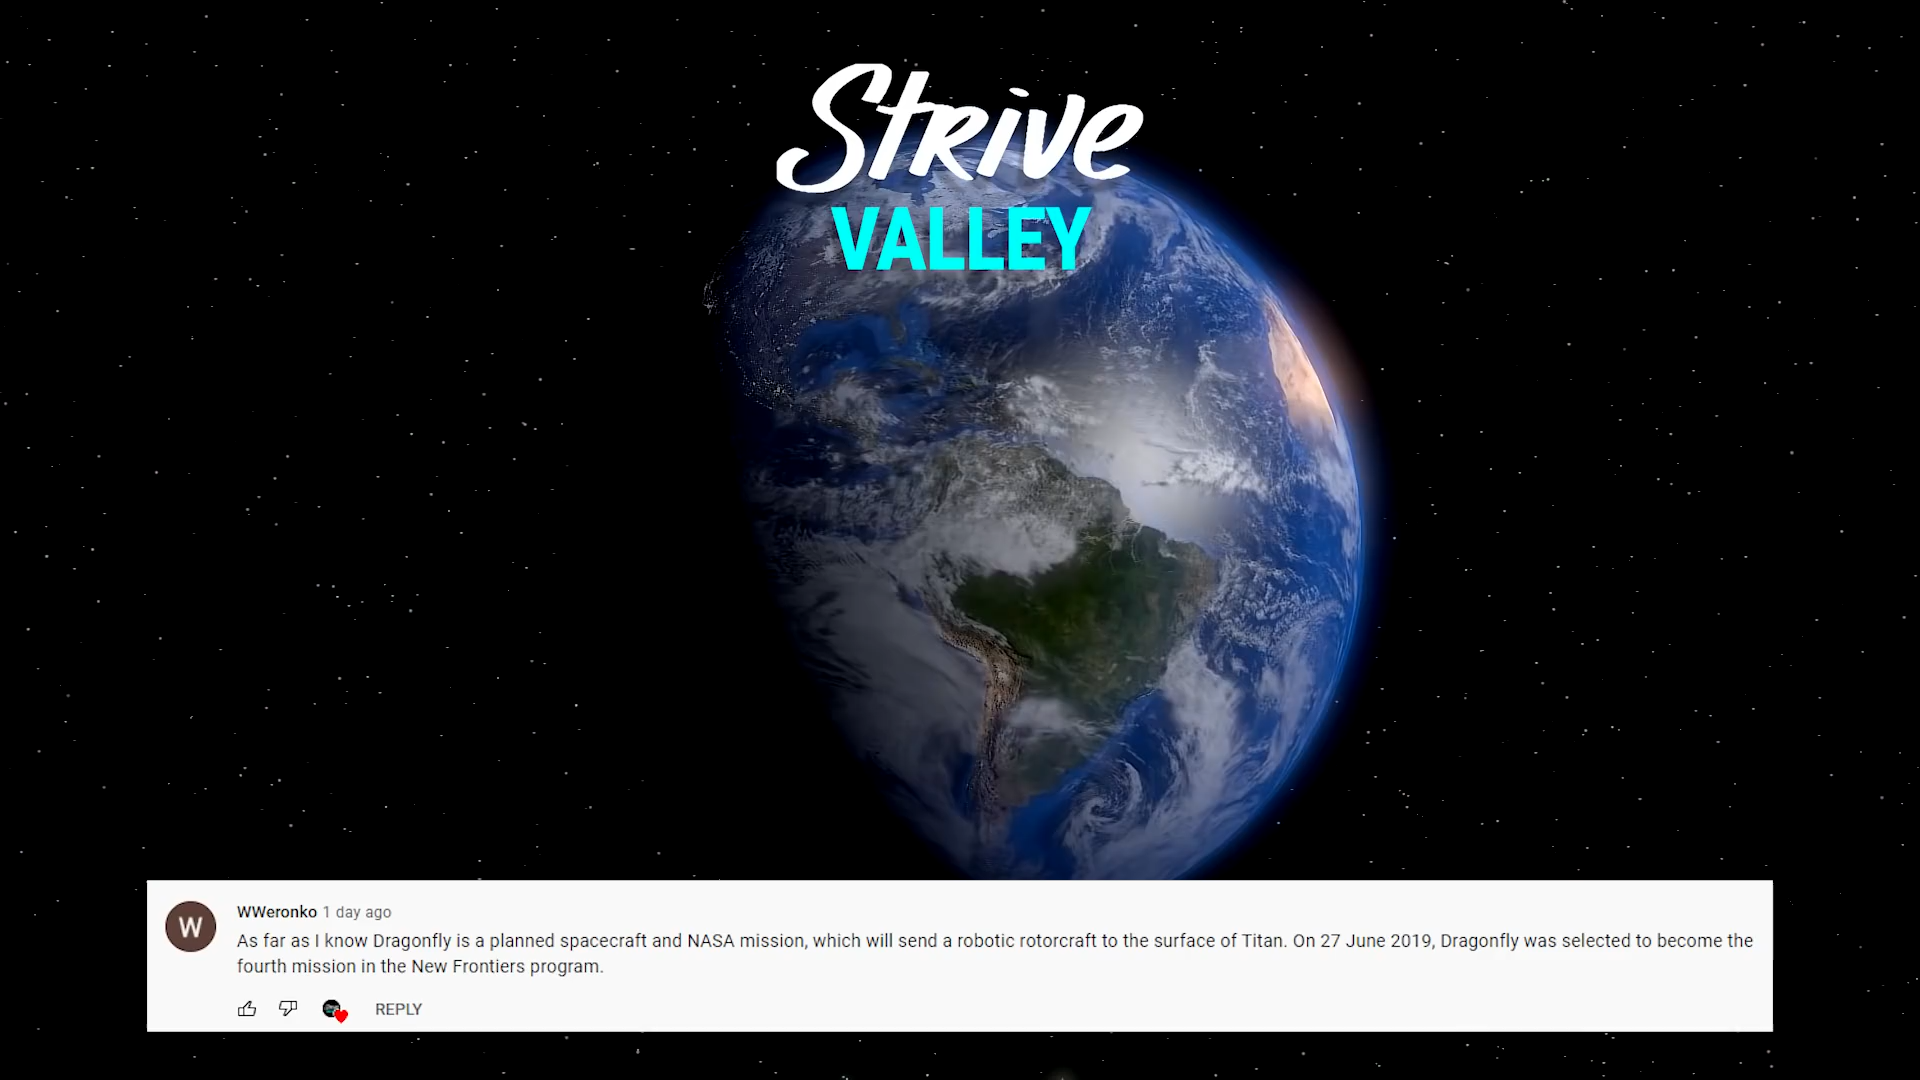 Strive
VALLEY
W
WWeronko 1 day ago
As far as I know Dragonfly is a planned spacecraft and NASA mission, which will send a robotic rotorcraft to the surface of Titan. On 27 June 2019, Dragonfly was selected to become the
fourth mission in the New Frontiers program.
REPLY